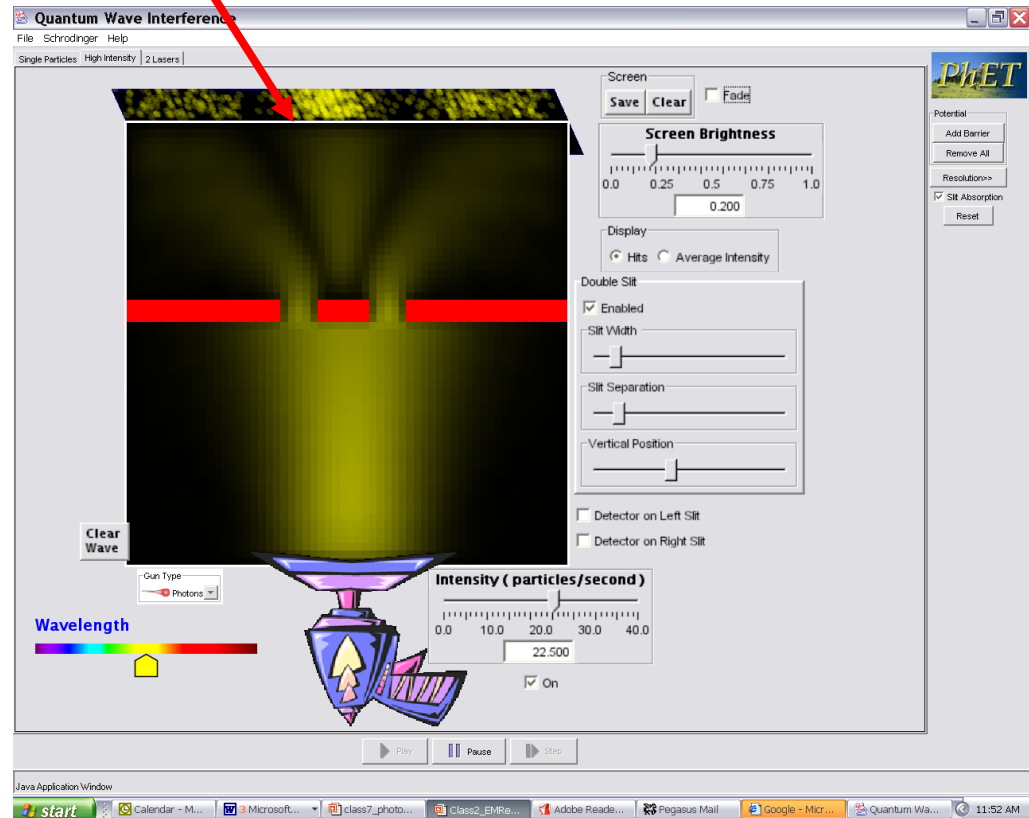 Quantum Wave Interference
File Schrodinger Help
Single Particles High Intensity 2 Lasers
PhET
Screen
Save Clear Fade
Screen Brightness
0.0 0.25 0.5 0.75 1.0
0.200
Display
Hits Average Intensity
Double Slit
Enabled
Slit Width
Slit Separation
Vertical Position
Detector on Left Slit
Detector on Right Slit
Potential
Add Barrier
Remove All
Resolution>>
Slit Absorption
Reset
Clear
Wave
Gun Type
Photons
Wavelength
Intensity ( particles/second )
0.0 10.0 20.0 30.0 40.0
22.500
On
Play Pause Step
Java Application Window
start Calendar - M... 3 Microsoft... class7_photo... Class2_EMRe... Adobe Reade... Pegasus Mail Google - Micr... Quantum Wa... 11:52 AM